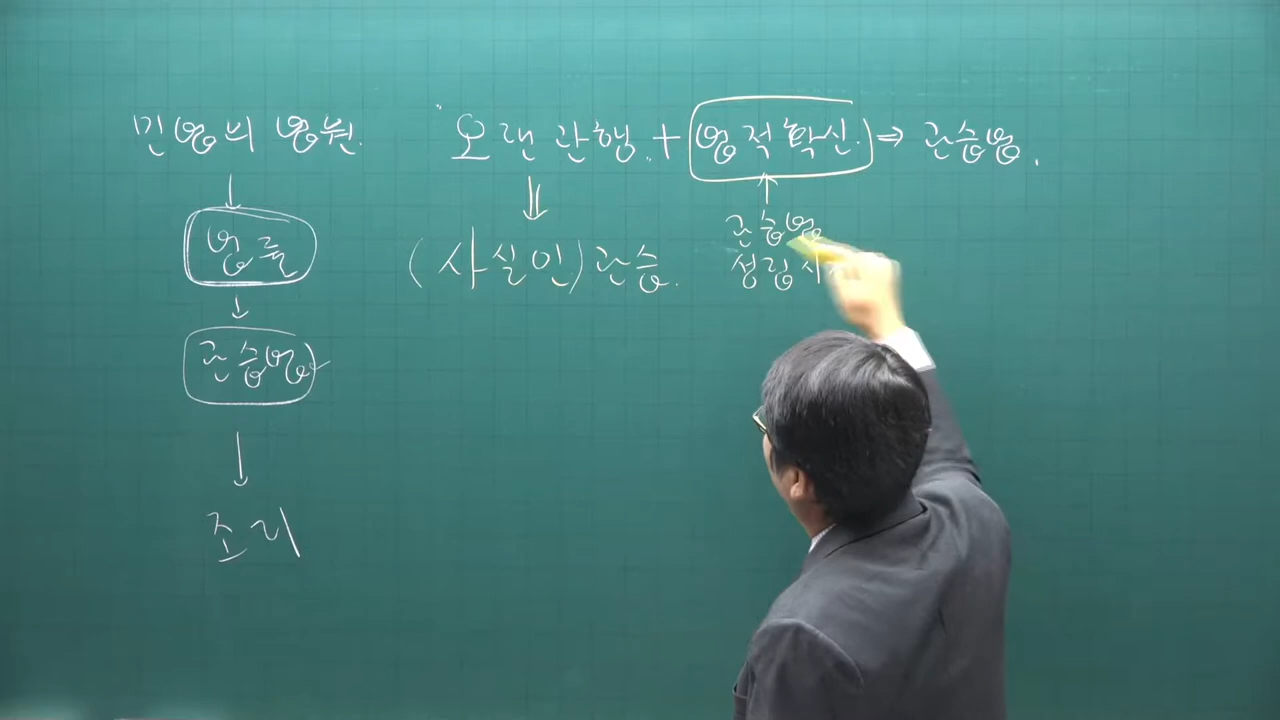 민법의 법원.
↓
법률
↓
관습법
↓
조리
오랜 관행. + 법적 확신. ⇒ 관습법.
⇓
(사실인) 관습.
↑
관습법
성립